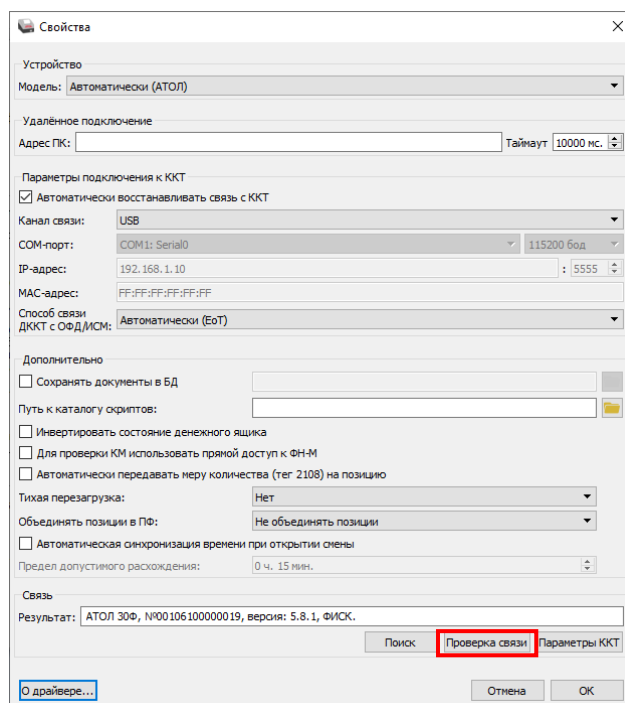 Свойства
Устройство
Модель: Автоматически (АТОЛ)
Удалённое подключение
Адрес ПК: Таймаут 10000 мс.
Параметры подключения к ККТ
Автоматически восстанавливать связь с ККТ
Канал связи: USB
COM-порт: COM1: Serial0 115200 бод
IP-адрес: 192.168.1.10 : 5555
MAC-адрес: FF:FF:FF:FF:FF:FF
Способ связи
ДККТ с ОФД/ИСМ: Автоматически (EoT)
Дополнительно
Сохранять документы в БД
Путь к каталогу скриптов:
Инвертировать состояние денежного ящика
Для проверки КМ использовать прямой доступ к ФН-М
Автоматически передавать меру количества (тег 2108) на позицию
Тихая перезагрузка: Нет
Объединять позиции в ПФ: Не объединять позиции
Автоматическая синхронизация времени при открытии смены
Предел допустимого расхождения: 0 ч. 15 мин.
Связь
Результат: АТОЛ 30Ф, №00106100000019, версия: 5.8.1, ФИСК.
Поиск Проверка связи Параметры ККТ
О драйвере... Отмена ОК